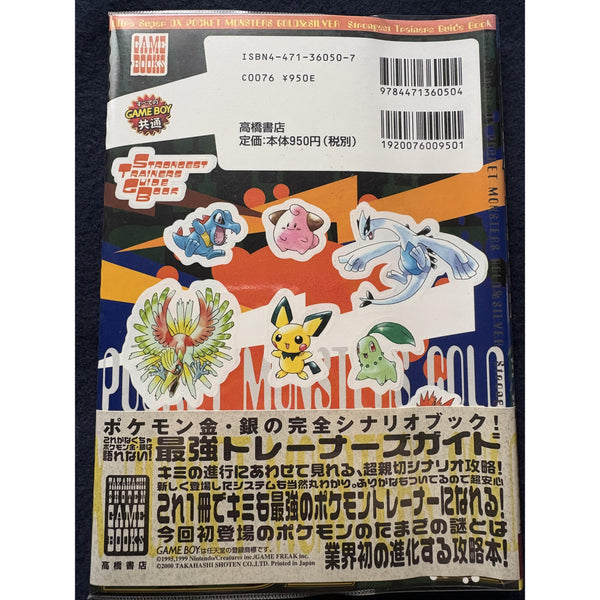 Ultra Super DX POCKET MONSTERS GOLD&SILVER Strongest Trainers Guide Book
GAME
BOOKS
ISBN4-471-36050-7
C0076 ¥950E
9784471360504
すべての
GAME BOY
共通
高橋書店
定価:本体950円(税別)
1920076009501
STRONGEST
TRAINERS
GUIDE
BOOK
POCKET MONSTERS GOLD&SILVER
POCKET MONSTERS GOLD
ポケモン金・銀の完全シナリオブック!
これがなくちゃ
ポケモン金・銀は
語れない!
最強トレーナーズガイド
キミの進行にあわせて見れる、超親切シナリオ攻略!
新しく登場したシステムも当然丸わかり。ふりがなもついてるので超安心
これ1冊でキミも最強のポケモントレーナーになれる!
今回初登場のポケモンのたまごの謎とは
業界初の進化する攻略本!
TAKAHASHI
SHOTEN
GAME
BOOKS
高橋書店
GAME BOYは任天堂の登録商標です。
©1995,1999 Nintendo/Creatures inc./GAME FREAK inc.
©2000 TAKAHASHI SHOTEN CO.,LTD. Printed in Japan